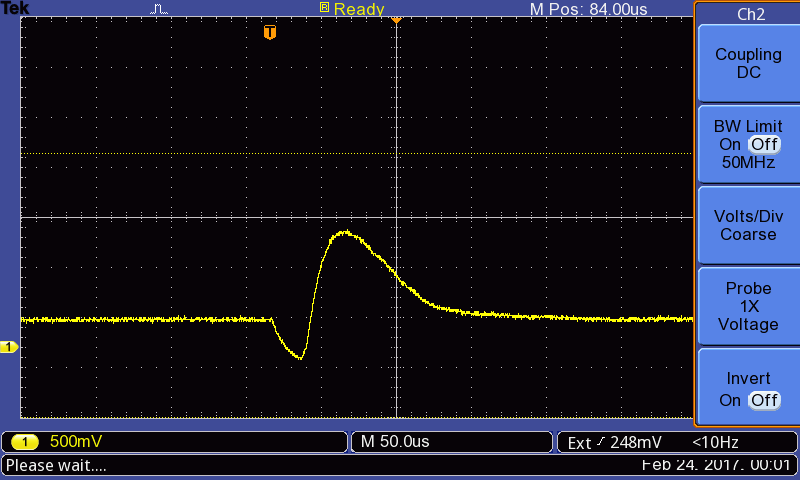 Tek
R Ready
M Pos: 84.00us
T
1
Ch2
Coupling
DC
BW Limit
On Off
50MHz
Volts/Div
Coarse
Probe
1X
Voltage
Invert
On Off
1 500mV
M 50.0us
Ext 248mV <10Hz
Please wait....
Feb 24, 2017, 00:01